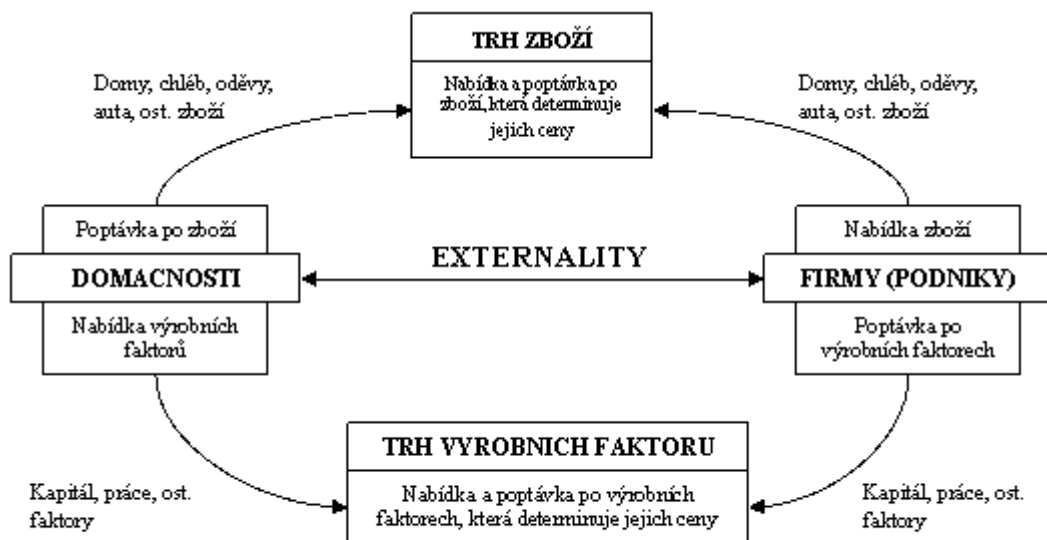 TRH ZBOŽÍ
Nabídka a poptávka po
zboží, která determinuje
jejich ceny
Domy, chléb, oděvy,
auta, ost. zboží
Domy, chléb, oděvy,
auta, ost. zboží
Poptávka po zboží
DOMACNOSTI
Nabídka výrobních
faktorů
EXTERNALITY
Nabídka zboží
FIRMY (PODNIKY)
Poptávka po
výrobních faktorech
TRH VYROBNICH FAKTORU
Nabídka a poptávka po výrobních
faktorech, která determinuje jejich ceny
Kapitál, práce, ost.
faktory
Kapitál, práce, ost.
faktory